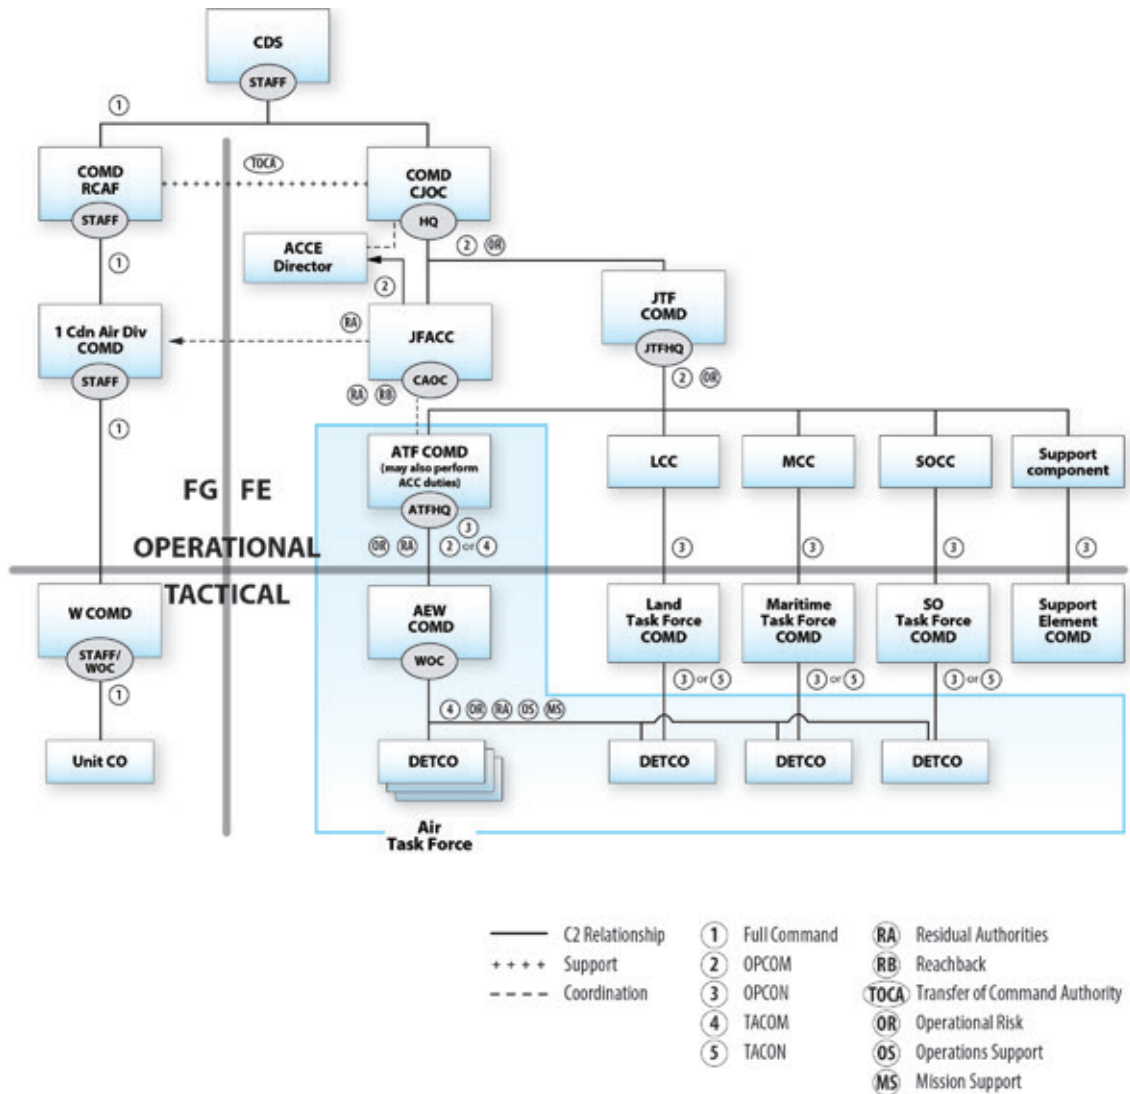 CDS
STAFF
1
COMD
RCAF
STAFF
TOCA
COMD
CJOC
HQ
ACCE
Director
2
2 OR
1
1 Cdn Air Div
COMD
STAFF
RA
JFACC
CAOC
JTF
COMD
JTFHQ
2 OR
RA RB
1
ATF COMD
(may also perform
ACC duties)
ATFHQ
LCC
MCC
SOCC
Support
component
FG FE
OPERATIONAL
OR RA
3
2 or 4
3
3
3
3
TACTICAL
W COMD
STAFF/
WOC
1
AEW
COMD
WOC
Land
Task Force
COMD
Maritime
Task Force
COMD
SO
Task Force
COMD
Support
Element
COMD
3 or 5
3 or 5
3 or 5
4 OR RA OS MS
Unit CO
DETCO
DETCO
DETCO
DETCO
Air
Task Force
C2 Relationship
Support
Coordination
1 Full Command
2 OPCOM
3 OPCON
4 TACOM
5 TACON
RA Residual Authorities
RB Reachback
TOCA Transfer of Command Authority
OR Operational Risk
OS Operations Support
MS Mission Support